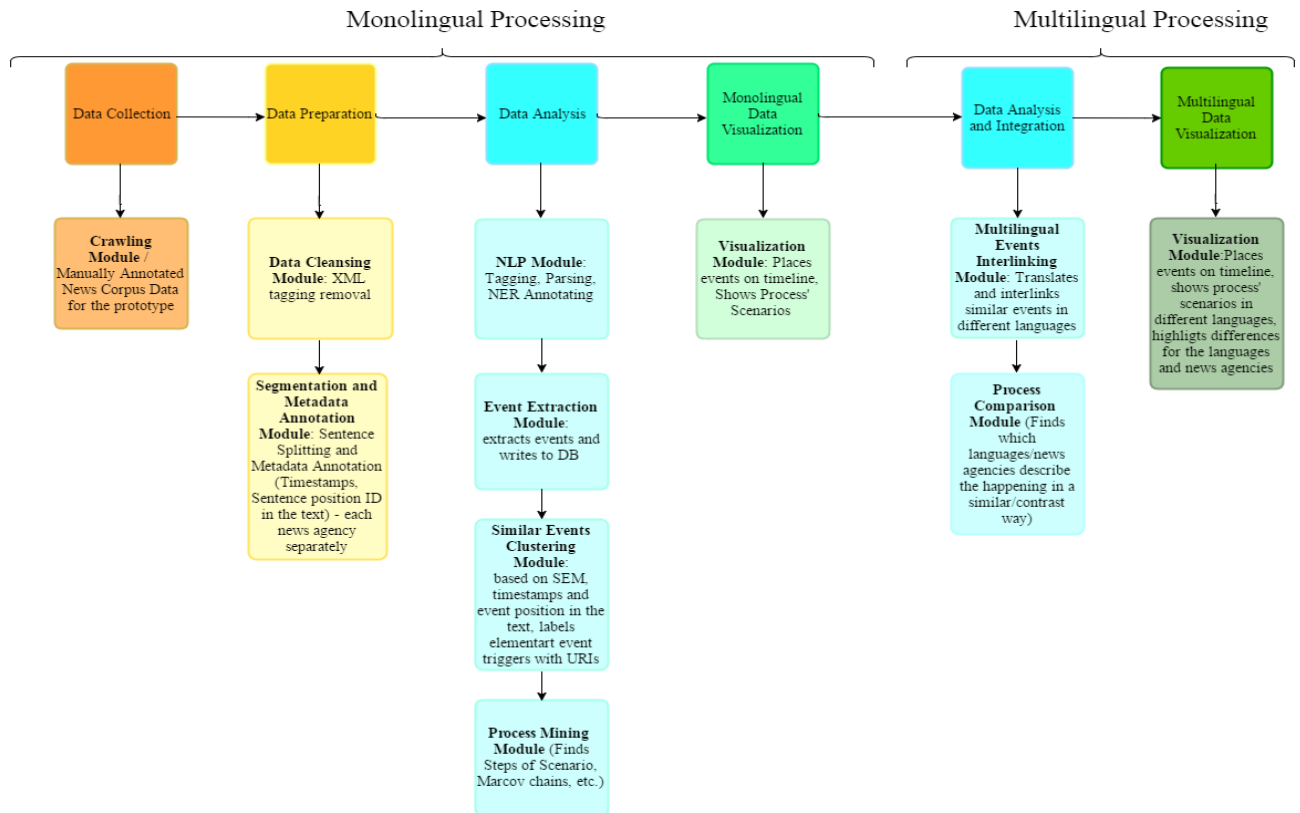 Monolingual Processing
Multilingual Processing
Data Collection
Data Preparation
Data Analysis
Monolingual
Data
Visualization
Data Analysis
and Integration
Multilingual
Data
Visualization
Crawling
Module /
Manually Annotated
News Corpus Data
for the prototype
Data Cleansing
Module: XML
tagging removal
Segmentation and
Metadata
Annotation
Module: Sentence
Splitting and
Metadata Annotation
(Timestamps,
Sentence position ID
in the text) - each
news agency
separately
NLP Module:
Tagging, Parsing,
NER Annotating
Event Extraction
Module:
extracts events and
writes to DB
Similar Events
Clustering
Module:
based on SEM,
timestamps and
event position in the
text, labels
elementart event
triggers with URIs
Process Mining
Module (Finds
Steps of Scenario,
Marcov chains, etc.)
Visualization
Module: Places
events on timeline,
Shows Process'
Scenarios
Multilingual
Events
Interlinking
Module: Translates
and interlinks
similar events in
different languages
Process
Comparison
Module (Finds
which
languages/news
agencies describe
the happening in a
similar/contrast
way)
Visualization
Module:Places
events on timeline,
shows process'
scenarios in
different languages,
highligts differences
for the languages
and news agencies